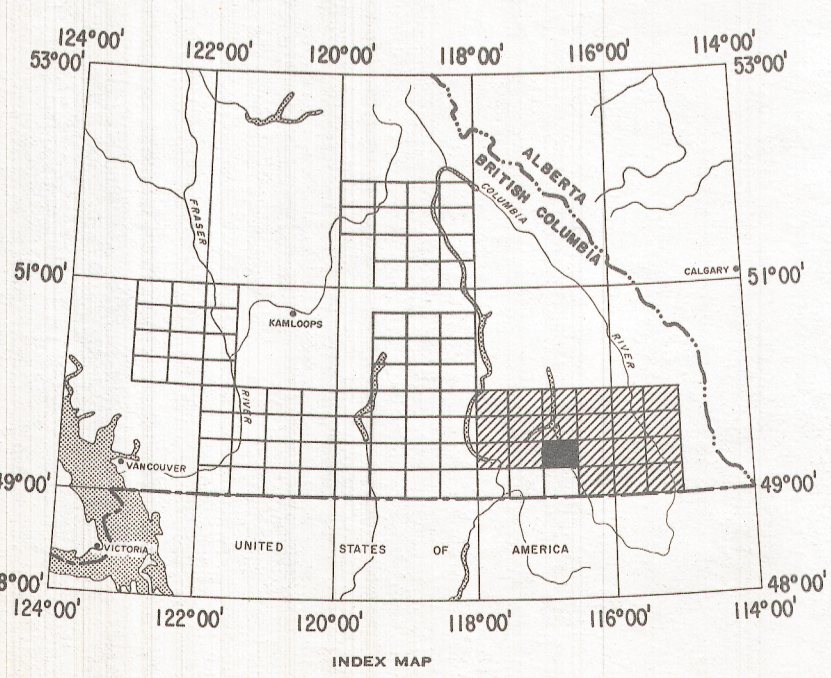 124°00' 122°00' 120°00' 118°00' 116°00' 114°00'
53°00' 53°00'
ALBERTA
BRITISH COLUMBIA
COLUMBIA
FRASER
CALGARY
51°00' 51°00'
KAMLOOPS
RIVER
RIVER
VANCOUVER
49°00' 49°00'
VICTORIA
UNITED STATES OF AMERICA
8°00' 48°00'
124°00' 122°00' 120°00' 118°00' 116°00' 114°00'
INDEX MAP